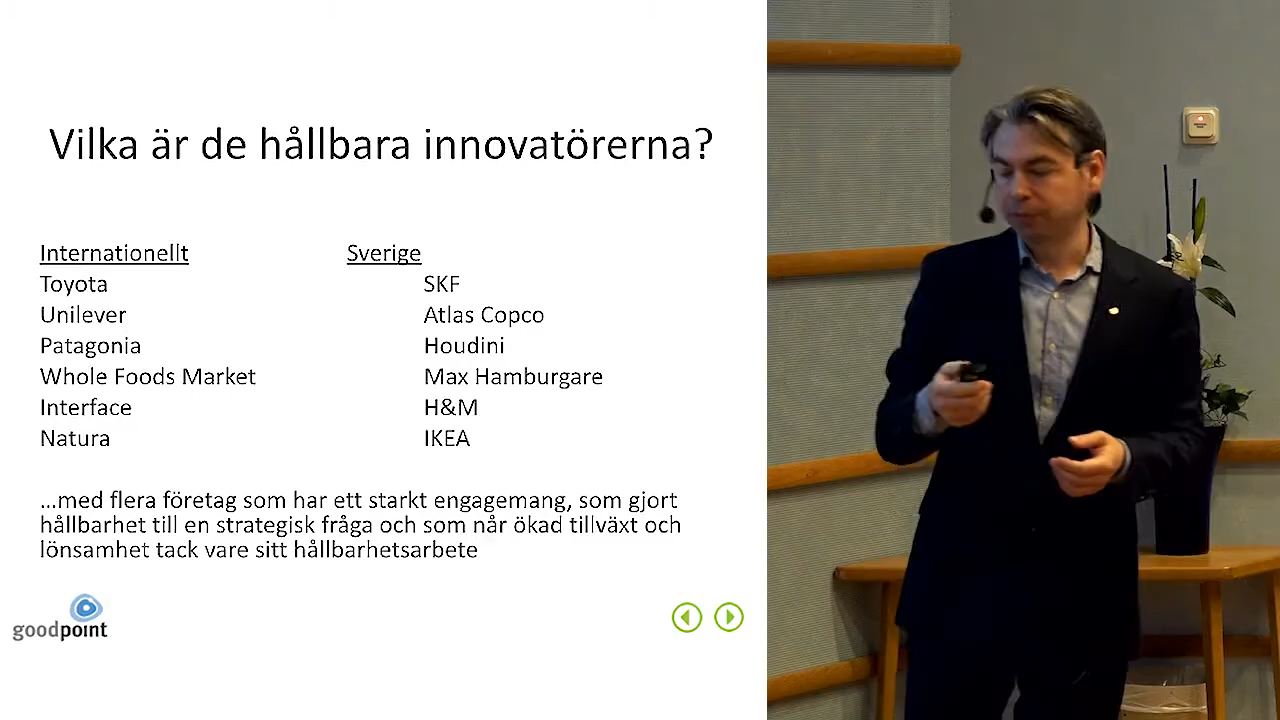 Vilka är de hållbara innovatörerna?
Internationellt Sverige
Toyota SKF
Unilever Atlas Copco
Patagonia Houdini
Whole Foods Market Max Hamburgare
Interface H&M
Natura IKEA
...med flera företag som har ett starkt engagemang, som gjort
hållbarhet till en strategisk fråga och som når ökad tillväxt och
lönsamhet tack vare sitt hållbarhetsarbete
goodpoint